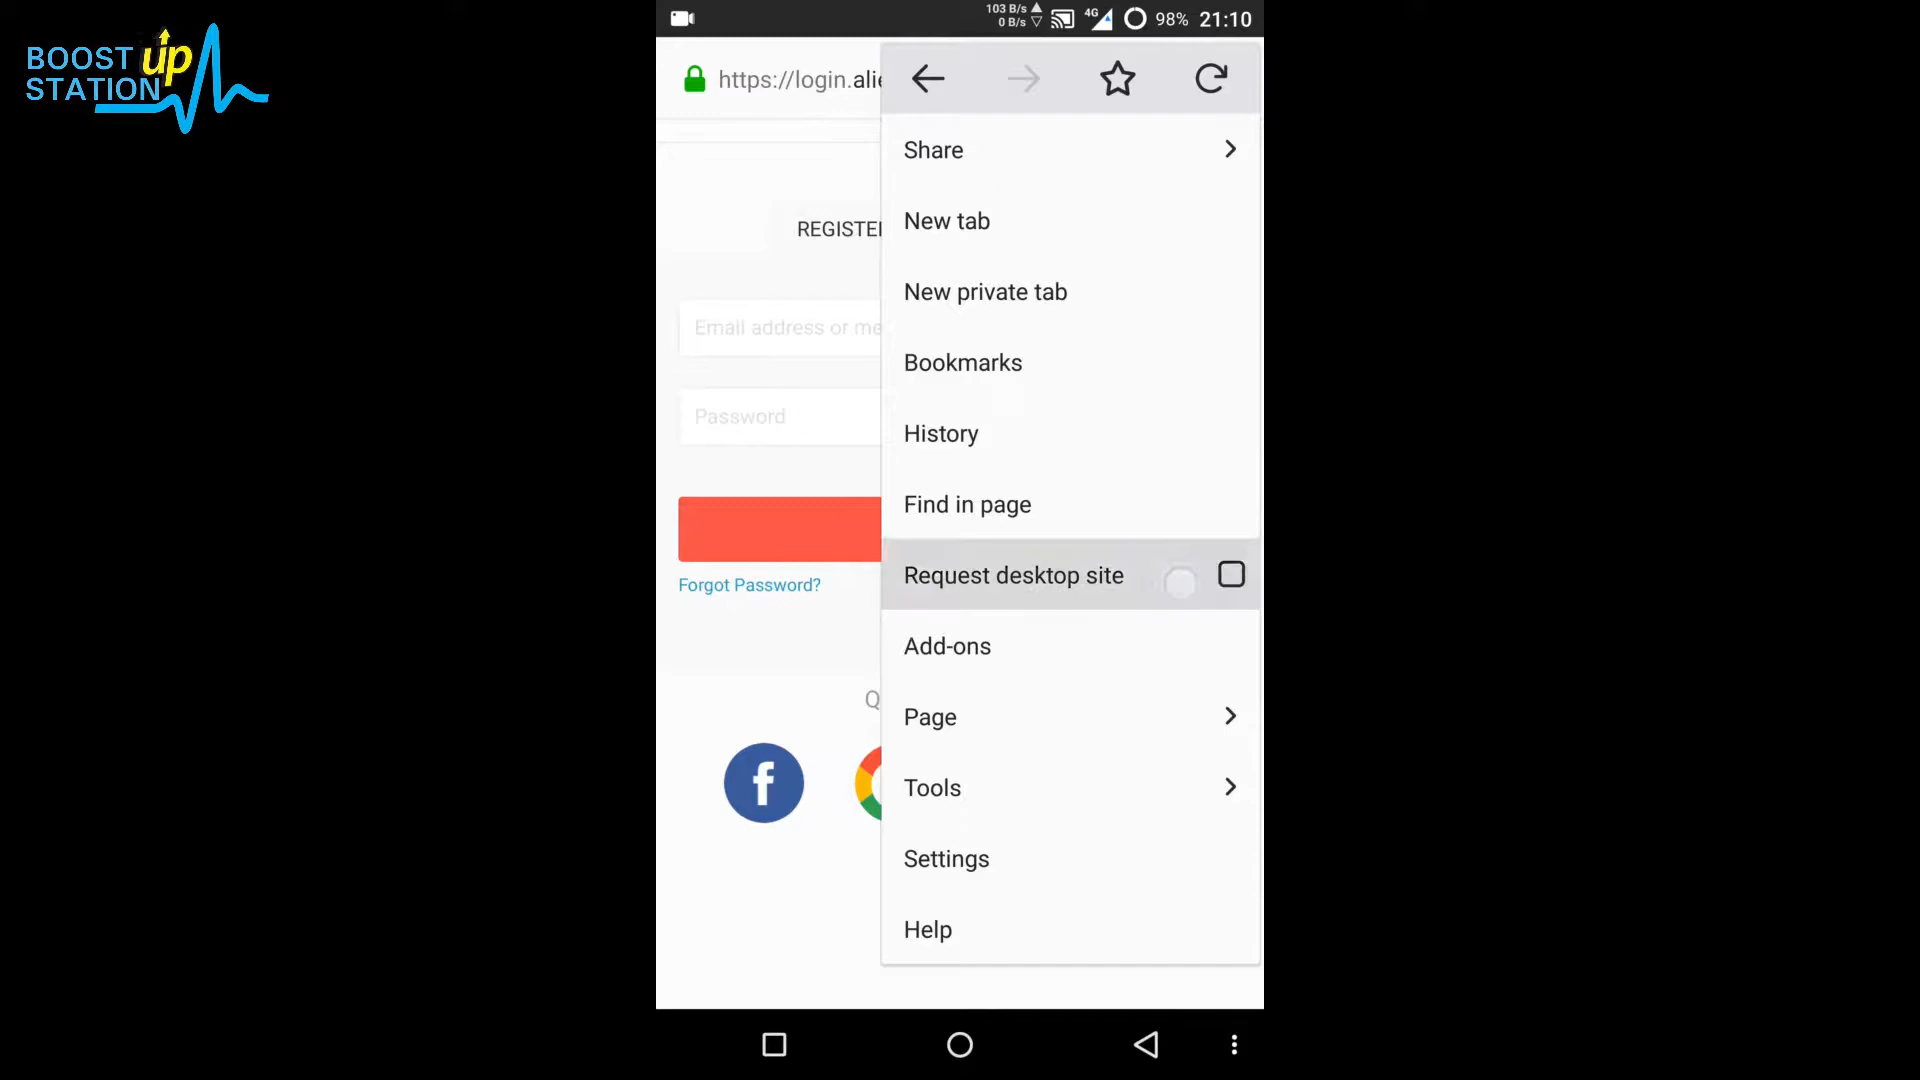 BOOST up
STATION
103 B/s
0 B/s
4G
98%
21:10
https://login.alie
REGISTE
Email address or me
Password
Forgot Password?
Q
f
Share
New tab
New private tab
Bookmarks
History
Find in page
Request desktop site
Add-ons
Page
Tools
Settings
Help